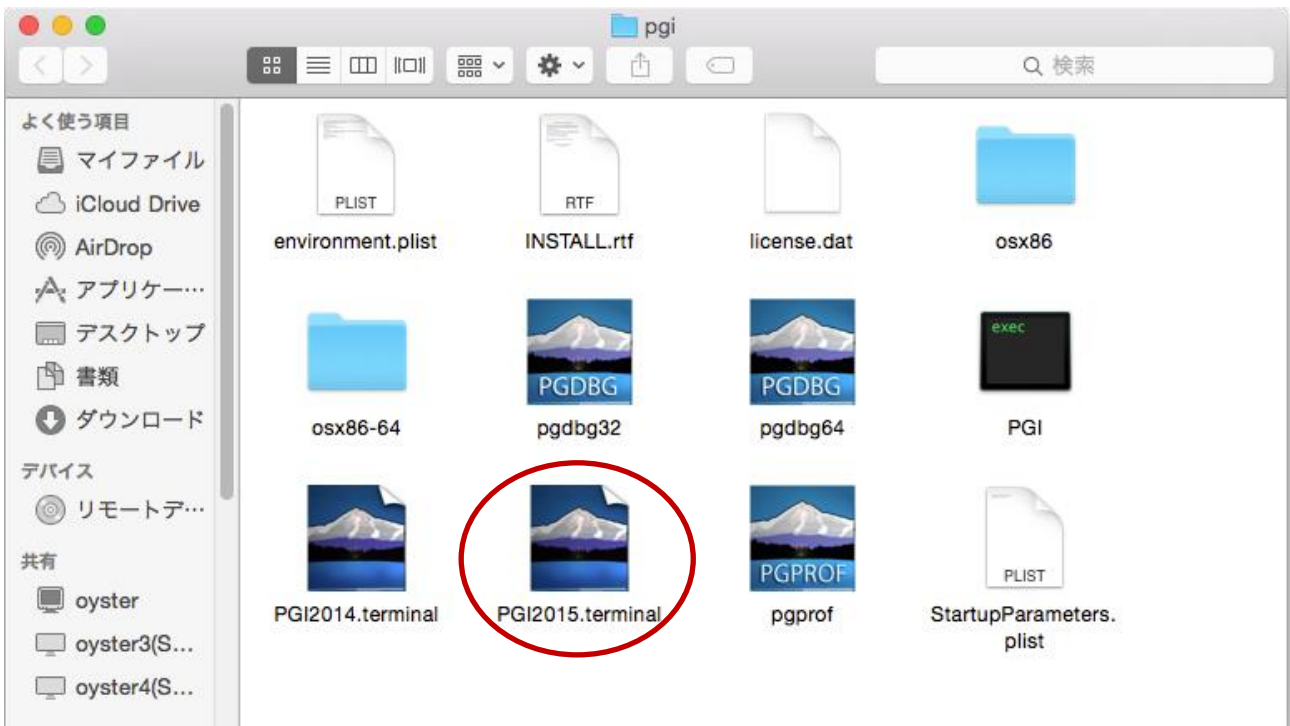 pgi
検索
よく使う項目
マイファイル
iCloud Drive
AirDrop
アプリケー…
デスクトップ
書類
ダウンロード
デバイス
リモートデ…
共有
oyster
oyster3(S...
oyster4(S...
PLIST
environment.plist
RTF
INSTALL.rtf
license.dat
osx86
osx86-64
PGDBG
pgdbg32
PGDBG
pgdbg64
exec
PGI
PGI2014.terminal
PGI2015.terminal
PGPROF
pgprof
PLIST
StartupParameters.
plist